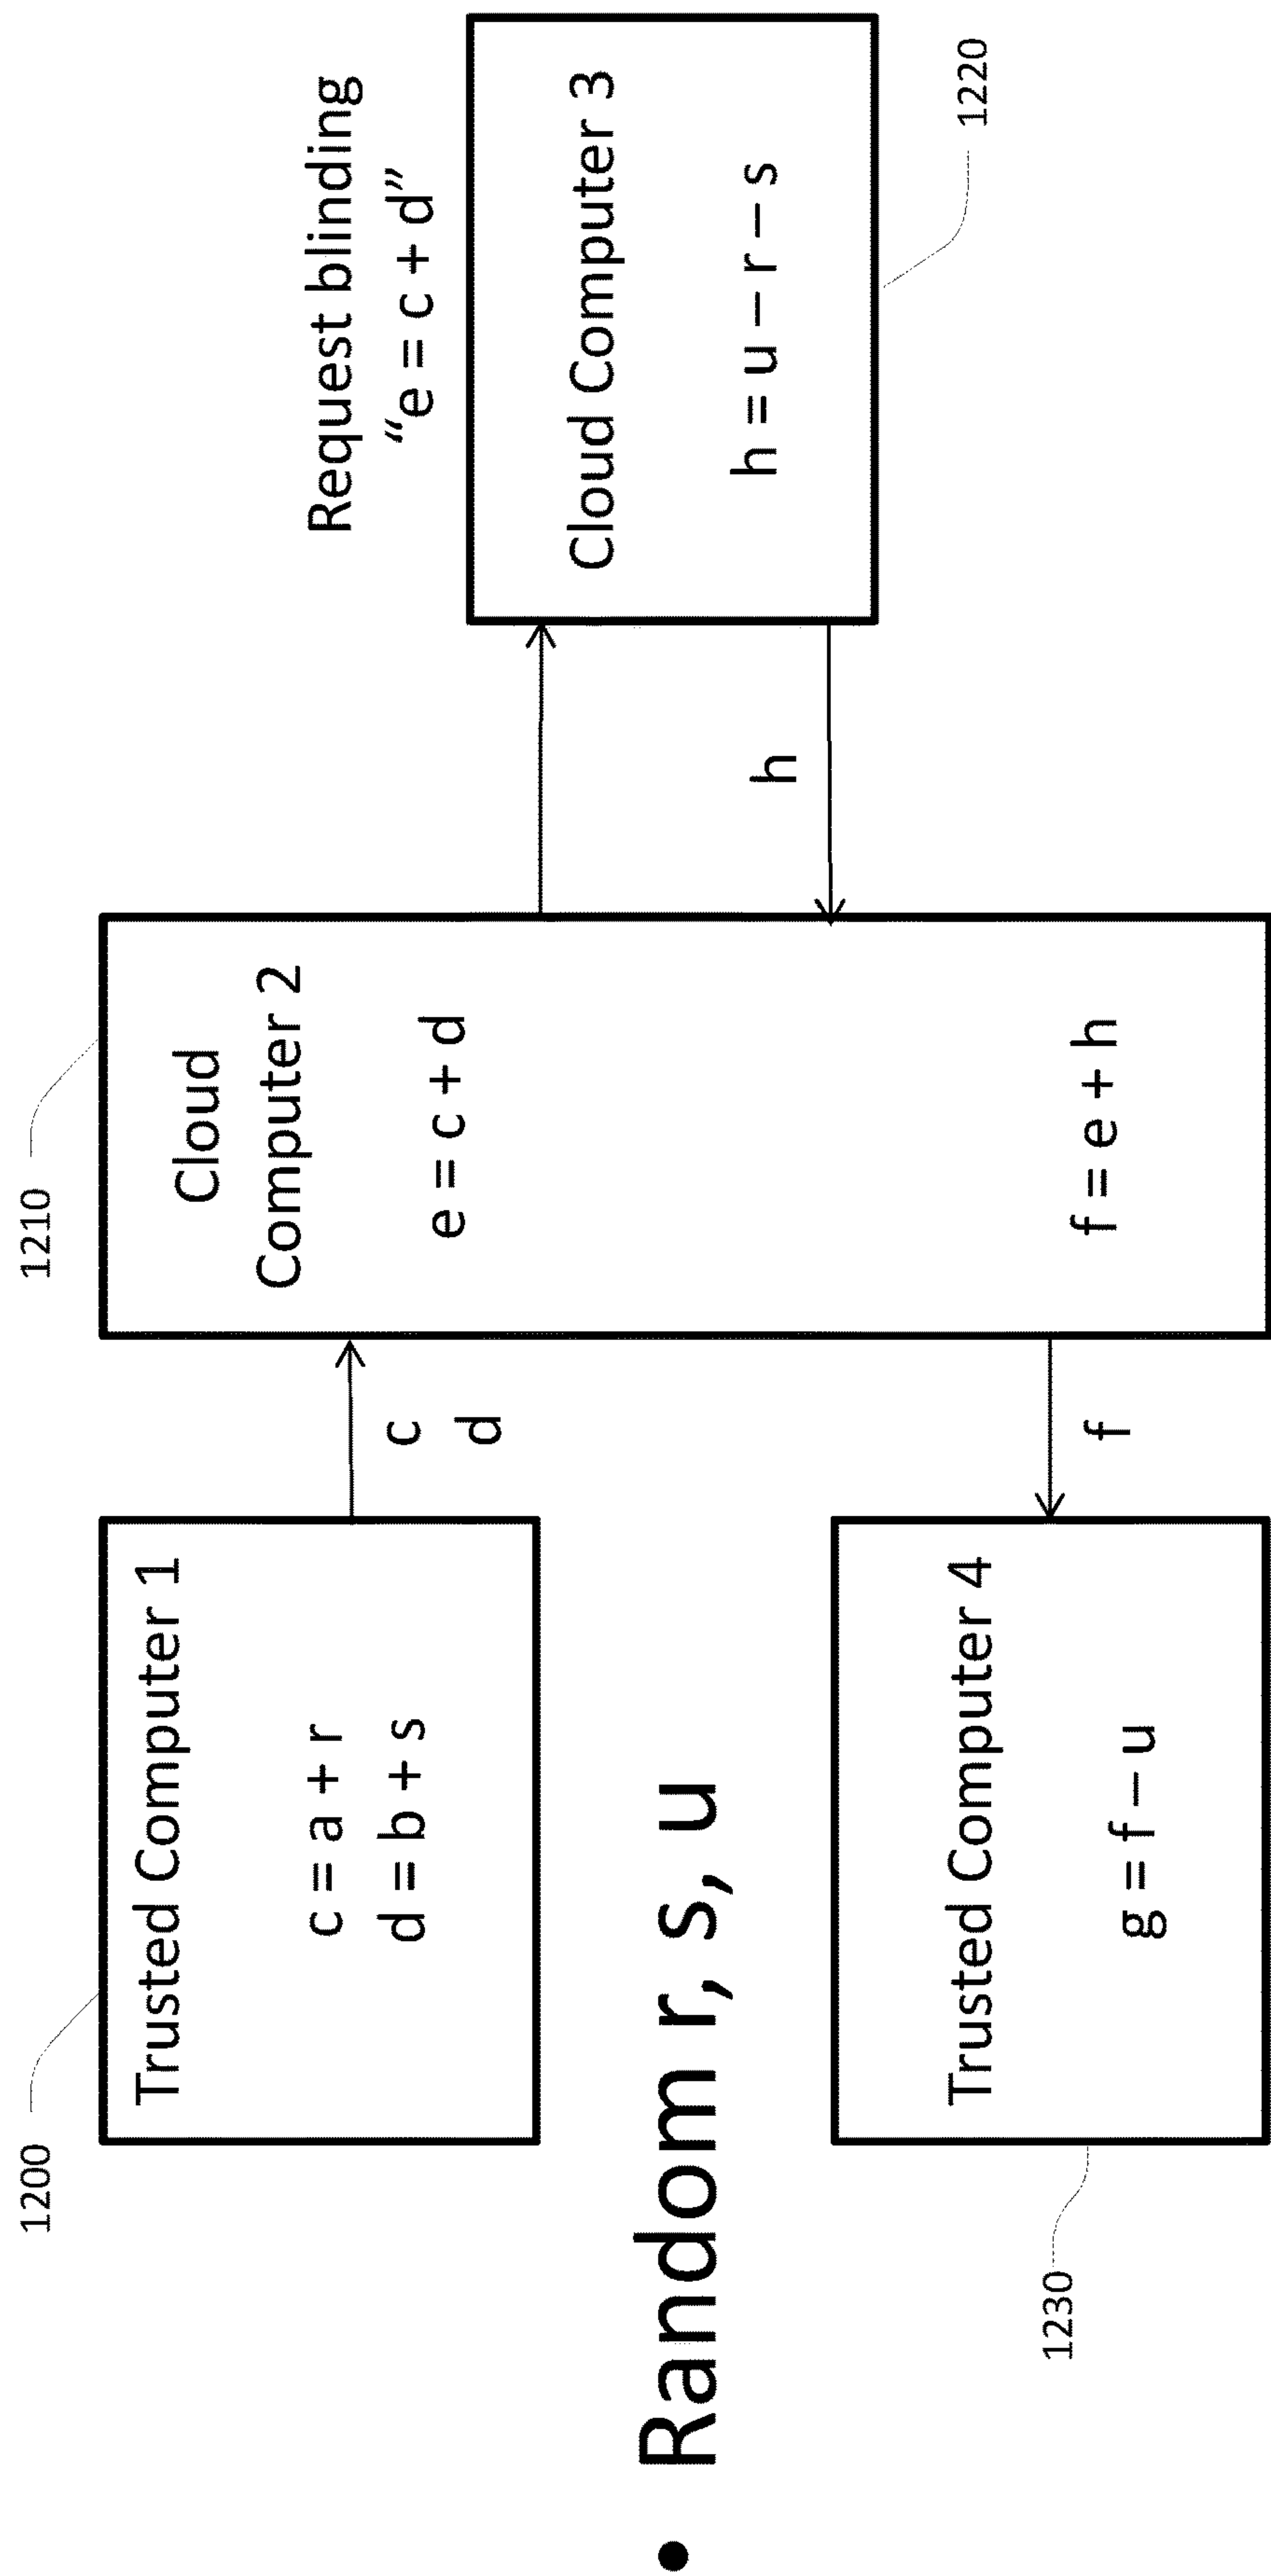 1200
1210
Trusted Computer 1
c = a + r
d = b + s
c
d
Cloud
Computer 2
e = c + d
f = e + h
Request blinding
“e = c + d”
Cloud Computer 3
h = u – r – s
1220
h
• Random r, s, u
Trusted Computer 4
g = f – u
f
1230